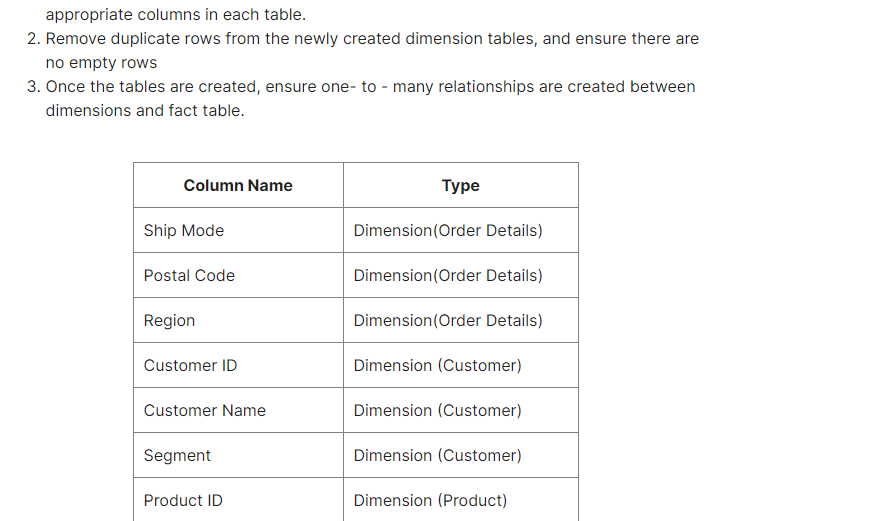 appropriate columns in each table.
2. Remove duplicate rows from the newly created dimension tables, and ensure there are
no empty rows
3. Once the tables are created, ensure one- to - many relationships are created between
dimensions and fact table.
Column Name Type
Ship Mode Dimension(Order Details)
Postal Code Dimension(Order Details)
Region Dimension(Order Details)
Customer ID Dimension (Customer)
Customer Name Dimension (Customer)
Segment Dimension (Customer)
Product ID Dimension (Product)